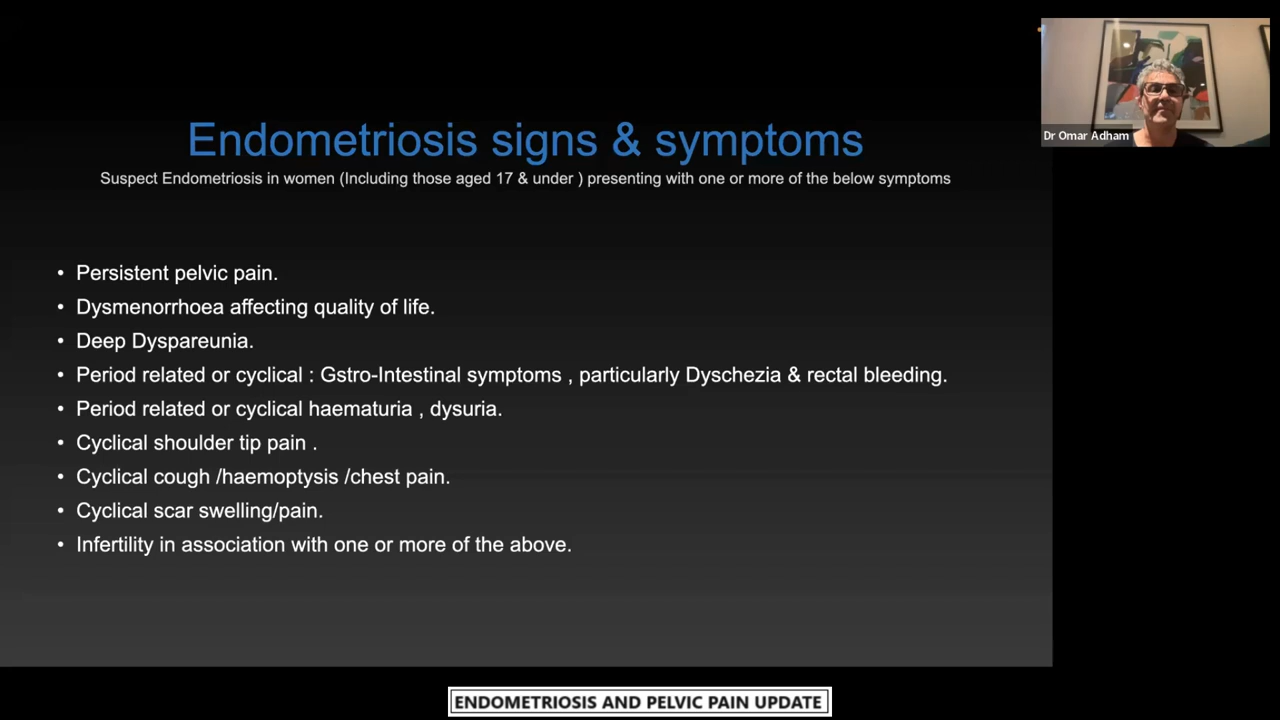 Endometriosis signs & symptoms
Suspect Endometriosis in women (Including those aged 17 & under ) presenting with one or more of the below symptoms
• Persistent pelvic pain.
• Dysmenorrhoea affecting quality of life.
• Deep Dyspareunia.
• Period related or cyclical : Gstro-Intestinal symptoms , particularly Dyschezia & rectal bleeding.
• Period related or cyclical haematuria , dysuria.
• Cyclical shoulder tip pain .
• Cyclical cough /haemoptysis /chest pain.
• Cyclical scar swelling/pain.
• Infertility in association with one or more of the above.
Dr Omar Adham
ENDOMETRIOSIS AND PELVIC PAIN UPDATE